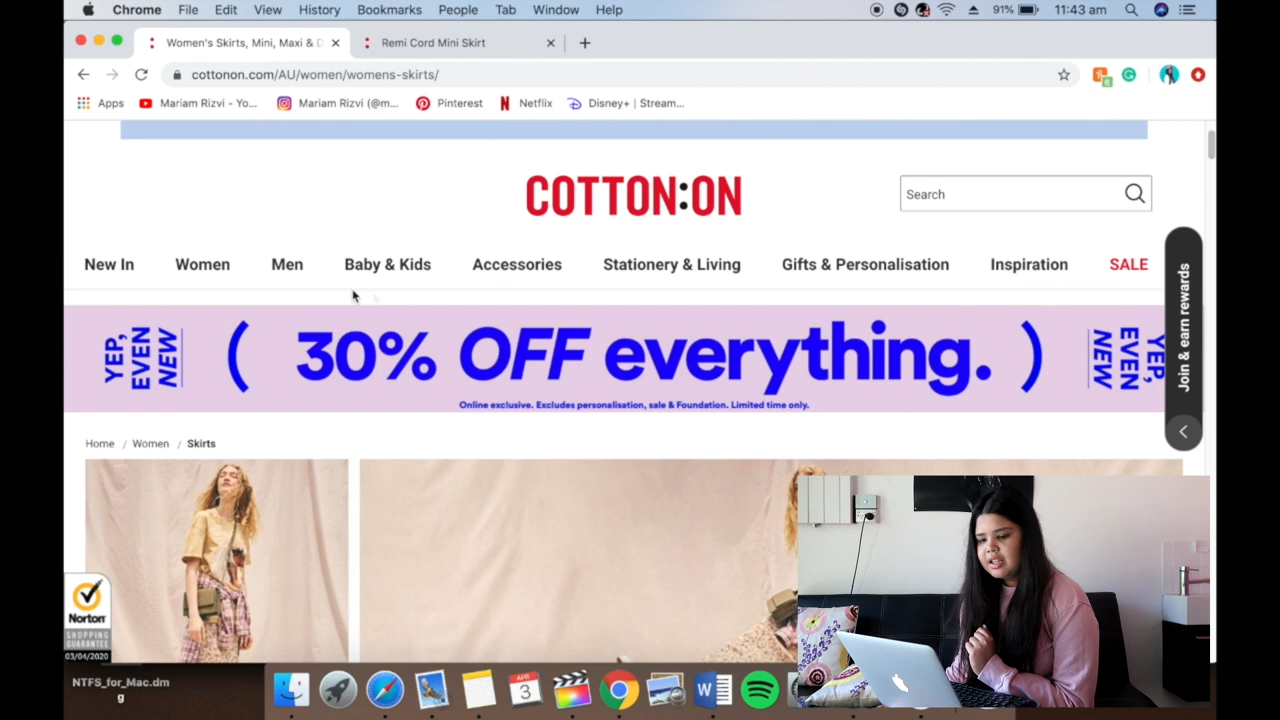 Chrome File Edit View History Bookmarks People Tab Window Help 91% 11:43 am
Women's Skirts, Mini, Maxi & D Remi Cord Mini Skirt
cottonon.com/AU/women/womens-skirts/
Apps Mariam Rizvi - Yo... Mariam Rizvi (@m... Pinterest Netflix Disney+ | Stream...
COTTON:ON
Search
New In Women Men Baby & Kids Accessories Stationery & Living Gifts & Personalisation Inspiration SALE
Join & earn rewards
YEP, EVEN NEW
( 30% OFF everything. )
YEP, EVEN NEW
Online exclusive. Excludes personalisation, sale & Foundation. Limited time only.
Home / Women / Skirts
Norton
SHOPPING
GUARANTEE
03/04/2020
NTFS_for_Mac.dm
g
APR
3